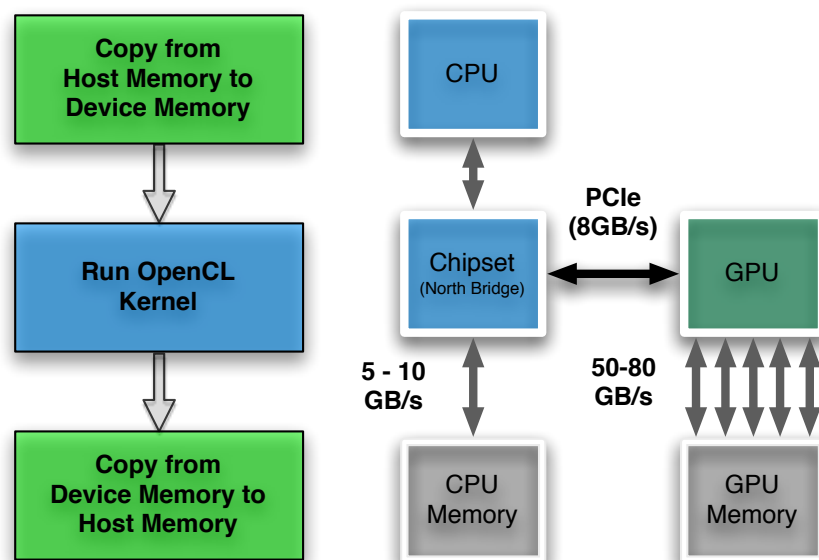 Copy from
Host Memory to
Device Memory
Run OpenCL
Kernel
Copy from
Device Memory to
Host Memory
CPU
PCIe
(8GB/s)
Chipset
(North Bridge)
GPU
5 - 10
GB/s
50-80
GB/s
CPU
Memory
GPU
Memory